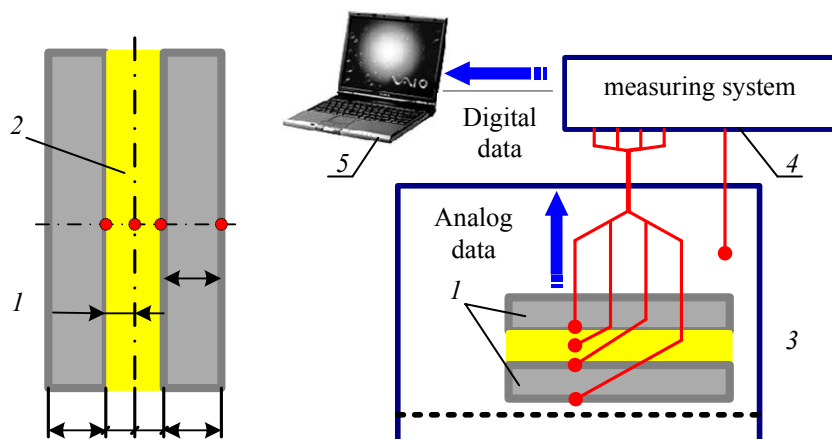 2
1
VAIO
5
Digital
data
measuring system
4
Analog
data
1
3